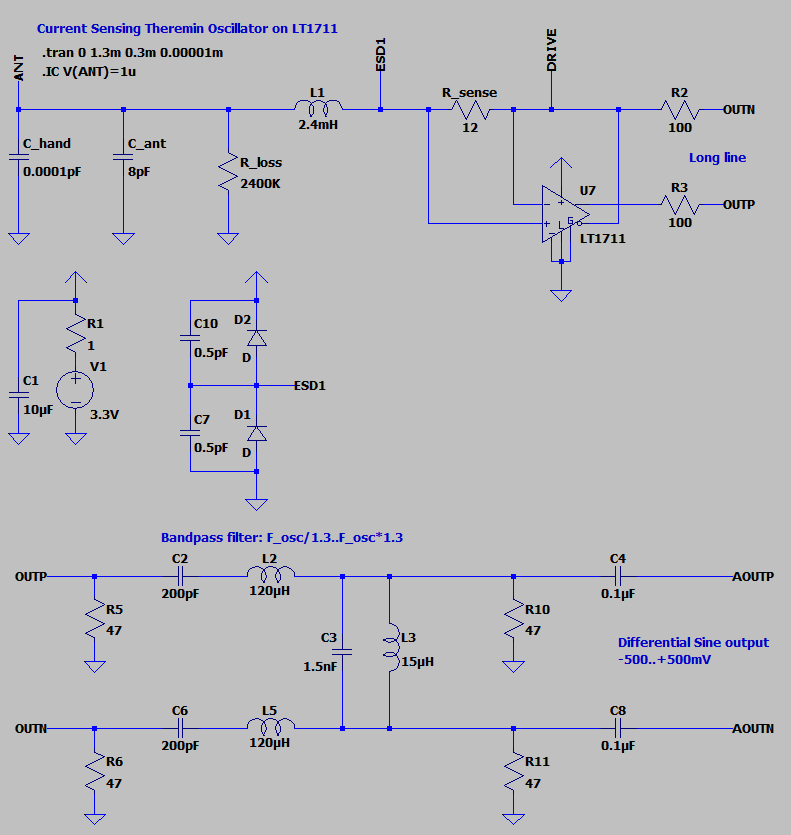 Current Sensing Theremin Oscillator on LT1711
.tran 0 1.3m 0.3m 0.00001m
.IC V(ANT)=1u
ANT
ESD1
DRIVE
L1
2.4mH
R_sense
12
R2
100
OUTN
C_hand
0.0001pF
C_ant
8pF
R_loss
2400K
Long line
U7
LT1711
L
G
R3
100
OUTP
R1
1
V1
3.3V
C1
10µF
D2
C10
0.5pF
D
ESD1
C7
0.5pF
D1
D
Bandpass filter: F_osc/1.3..F_osc*1.3
OUTP
C2
200pF
L2
120µH
C4
0.1µF
AOUTP
R5
47
C3
1.5nF
L3
15µH
R10
47
Differential Sine output
-500..+500mV
OUTN
C6
200pF
L5
120µH
C8
0.1µF
AOUTN
R6
47
R11
47